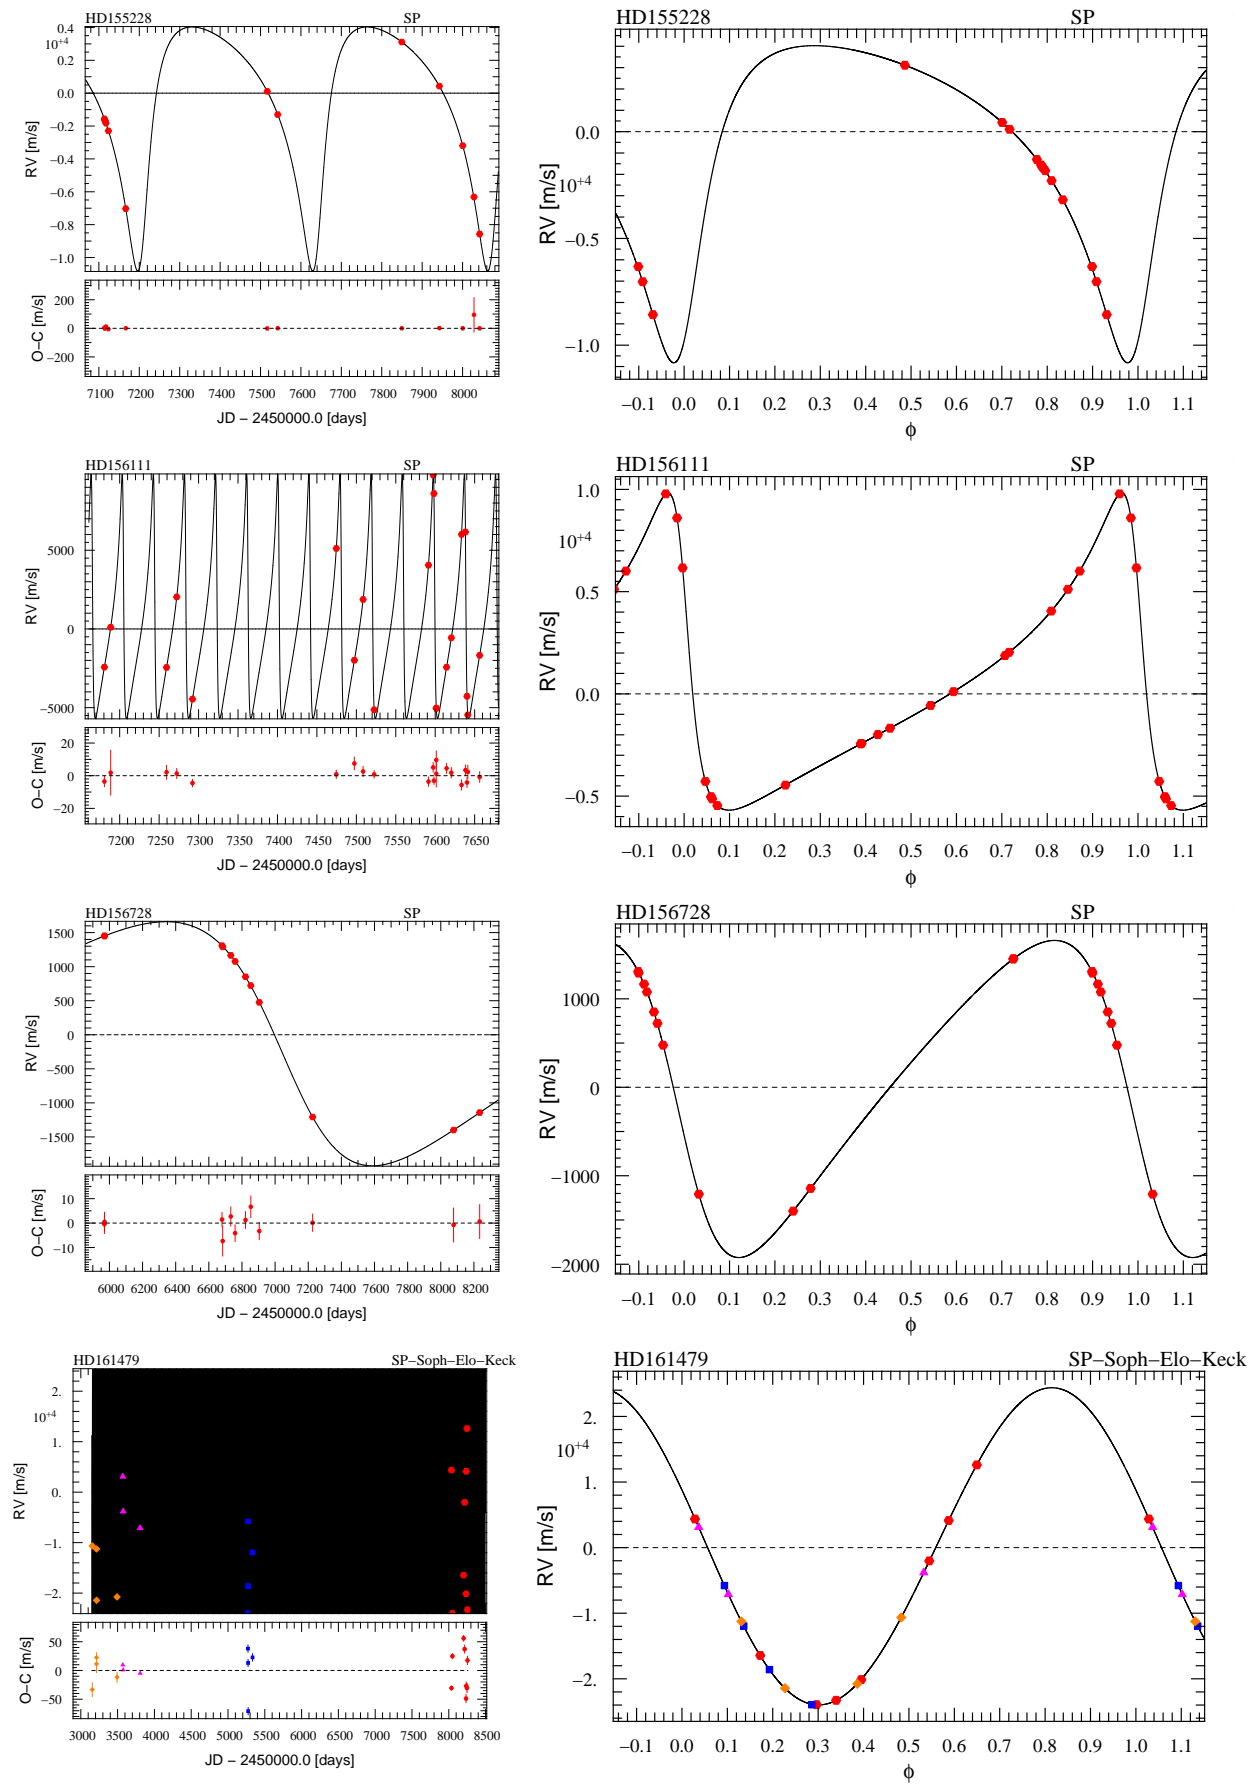 HD155228 SP
0.4
10+4
0.2
0.0
−0.2
−0.4
−0.6
−0.8
−1.0
RV [m/s]
200
0
−200
O−C [m/s]
7100 7200 7300 7400 7500 7600 7700 7800 7900 8000
JD − 2450000.0 [days]
HD155228 SP
0.0
10+4
−0.5
−1.0
RV [m/s]
−0.1 0.0 0.1 0.2 0.3 0.4 0.5 0.6 0.7 0.8 0.9 1.0 1.1
ϕ
HD156111 SP
5000
0
−5000
RV [m/s]
20
0
−20
O−C [m/s]
7200 7250 7300 7350 7400 7450 7500 7550 7600 7650
JD − 2450000.0 [days]
HD156111 SP
1.0
10+4
0.5
0.0
−0.5
RV [m/s]
−0.1 0.0 0.1 0.2 0.3 0.4 0.5 0.6 0.7 0.8 0.9 1.0 1.1
ϕ
HD156728 SP
1500
1000
500
0
−500
−1000
−1500
RV [m/s]
10
0
−10
O−C [m/s]
6000 6200 6400 6600 6800 7000 7200 7400 7600 7800 8000 8200
JD − 2450000.0 [days]
HD156728 SP
1000
0
−1000
−2000
RV [m/s]
−0.1 0.0 0.1 0.2 0.3 0.4 0.5 0.6 0.7 0.8 0.9 1.0 1.1
ϕ
HD161479 SP−Soph−Elo−Keck
2.
10+4
1.
0.
−1.
−2.
RV [m/s]
50
0
−50
O−C [m/s]
3000 3500 4000 4500 5000 5500 6000 6500 7000 7500 8000 8500
JD − 2450000.0 [days]
HD161479 SP−Soph−Elo−Keck
2.
10+4
1.
0.
−1.
−2.
RV [m/s]
−0.1 0.0 0.1 0.2 0.3 0.4 0.5 0.6 0.7 0.8 0.9 1.0 1.1
ϕ